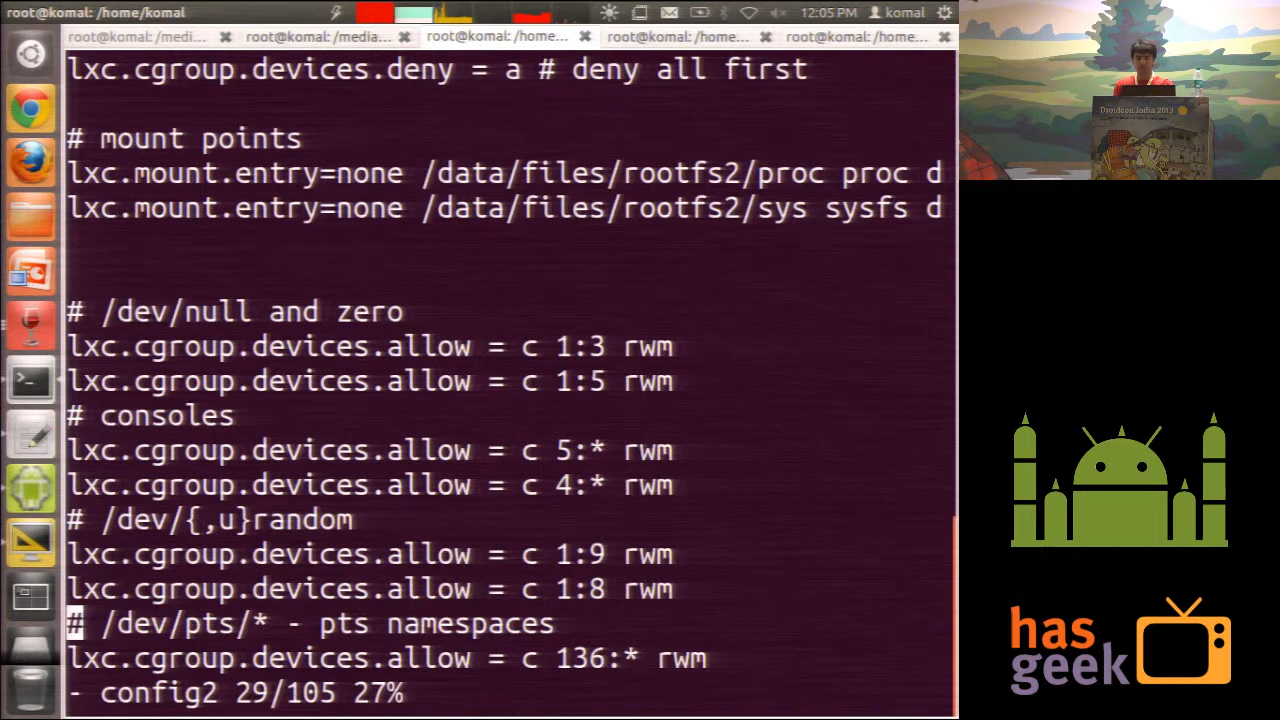 root@komal: /home/komal
12:05 PM
komal
root@komal: /medi...
root@komal: /media...
root@komal: /home...
root@komal: /home...
root@komal: /home...
lxc.cgroup.devices.deny = a # deny all first
# mount points
lxc.mount.entry=none /data/files/rootfs2/proc proc d
lxc.mount.entry=none /data/files/rootfs2/sys sysfs d
# /dev/null and zero
lxc.cgroup.devices.allow = c 1:3 rwm
lxc.cgroup.devices.allow = c 1:5 rwm
# consoles
lxc.cgroup.devices.allow = c 5:* rwm
lxc.cgroup.devices.allow = c 4:* rwm
# /dev/{,u}random
lxc.cgroup.devices.allow = c 1:9 rwm
lxc.cgroup.devices.allow = c 1:8 rwm
# /dev/pts/* - pts namespaces
lxc.cgroup.devices.allow = c 136:* rwm
- config2 29/105 27%
Droidcon India 2013
has
geek